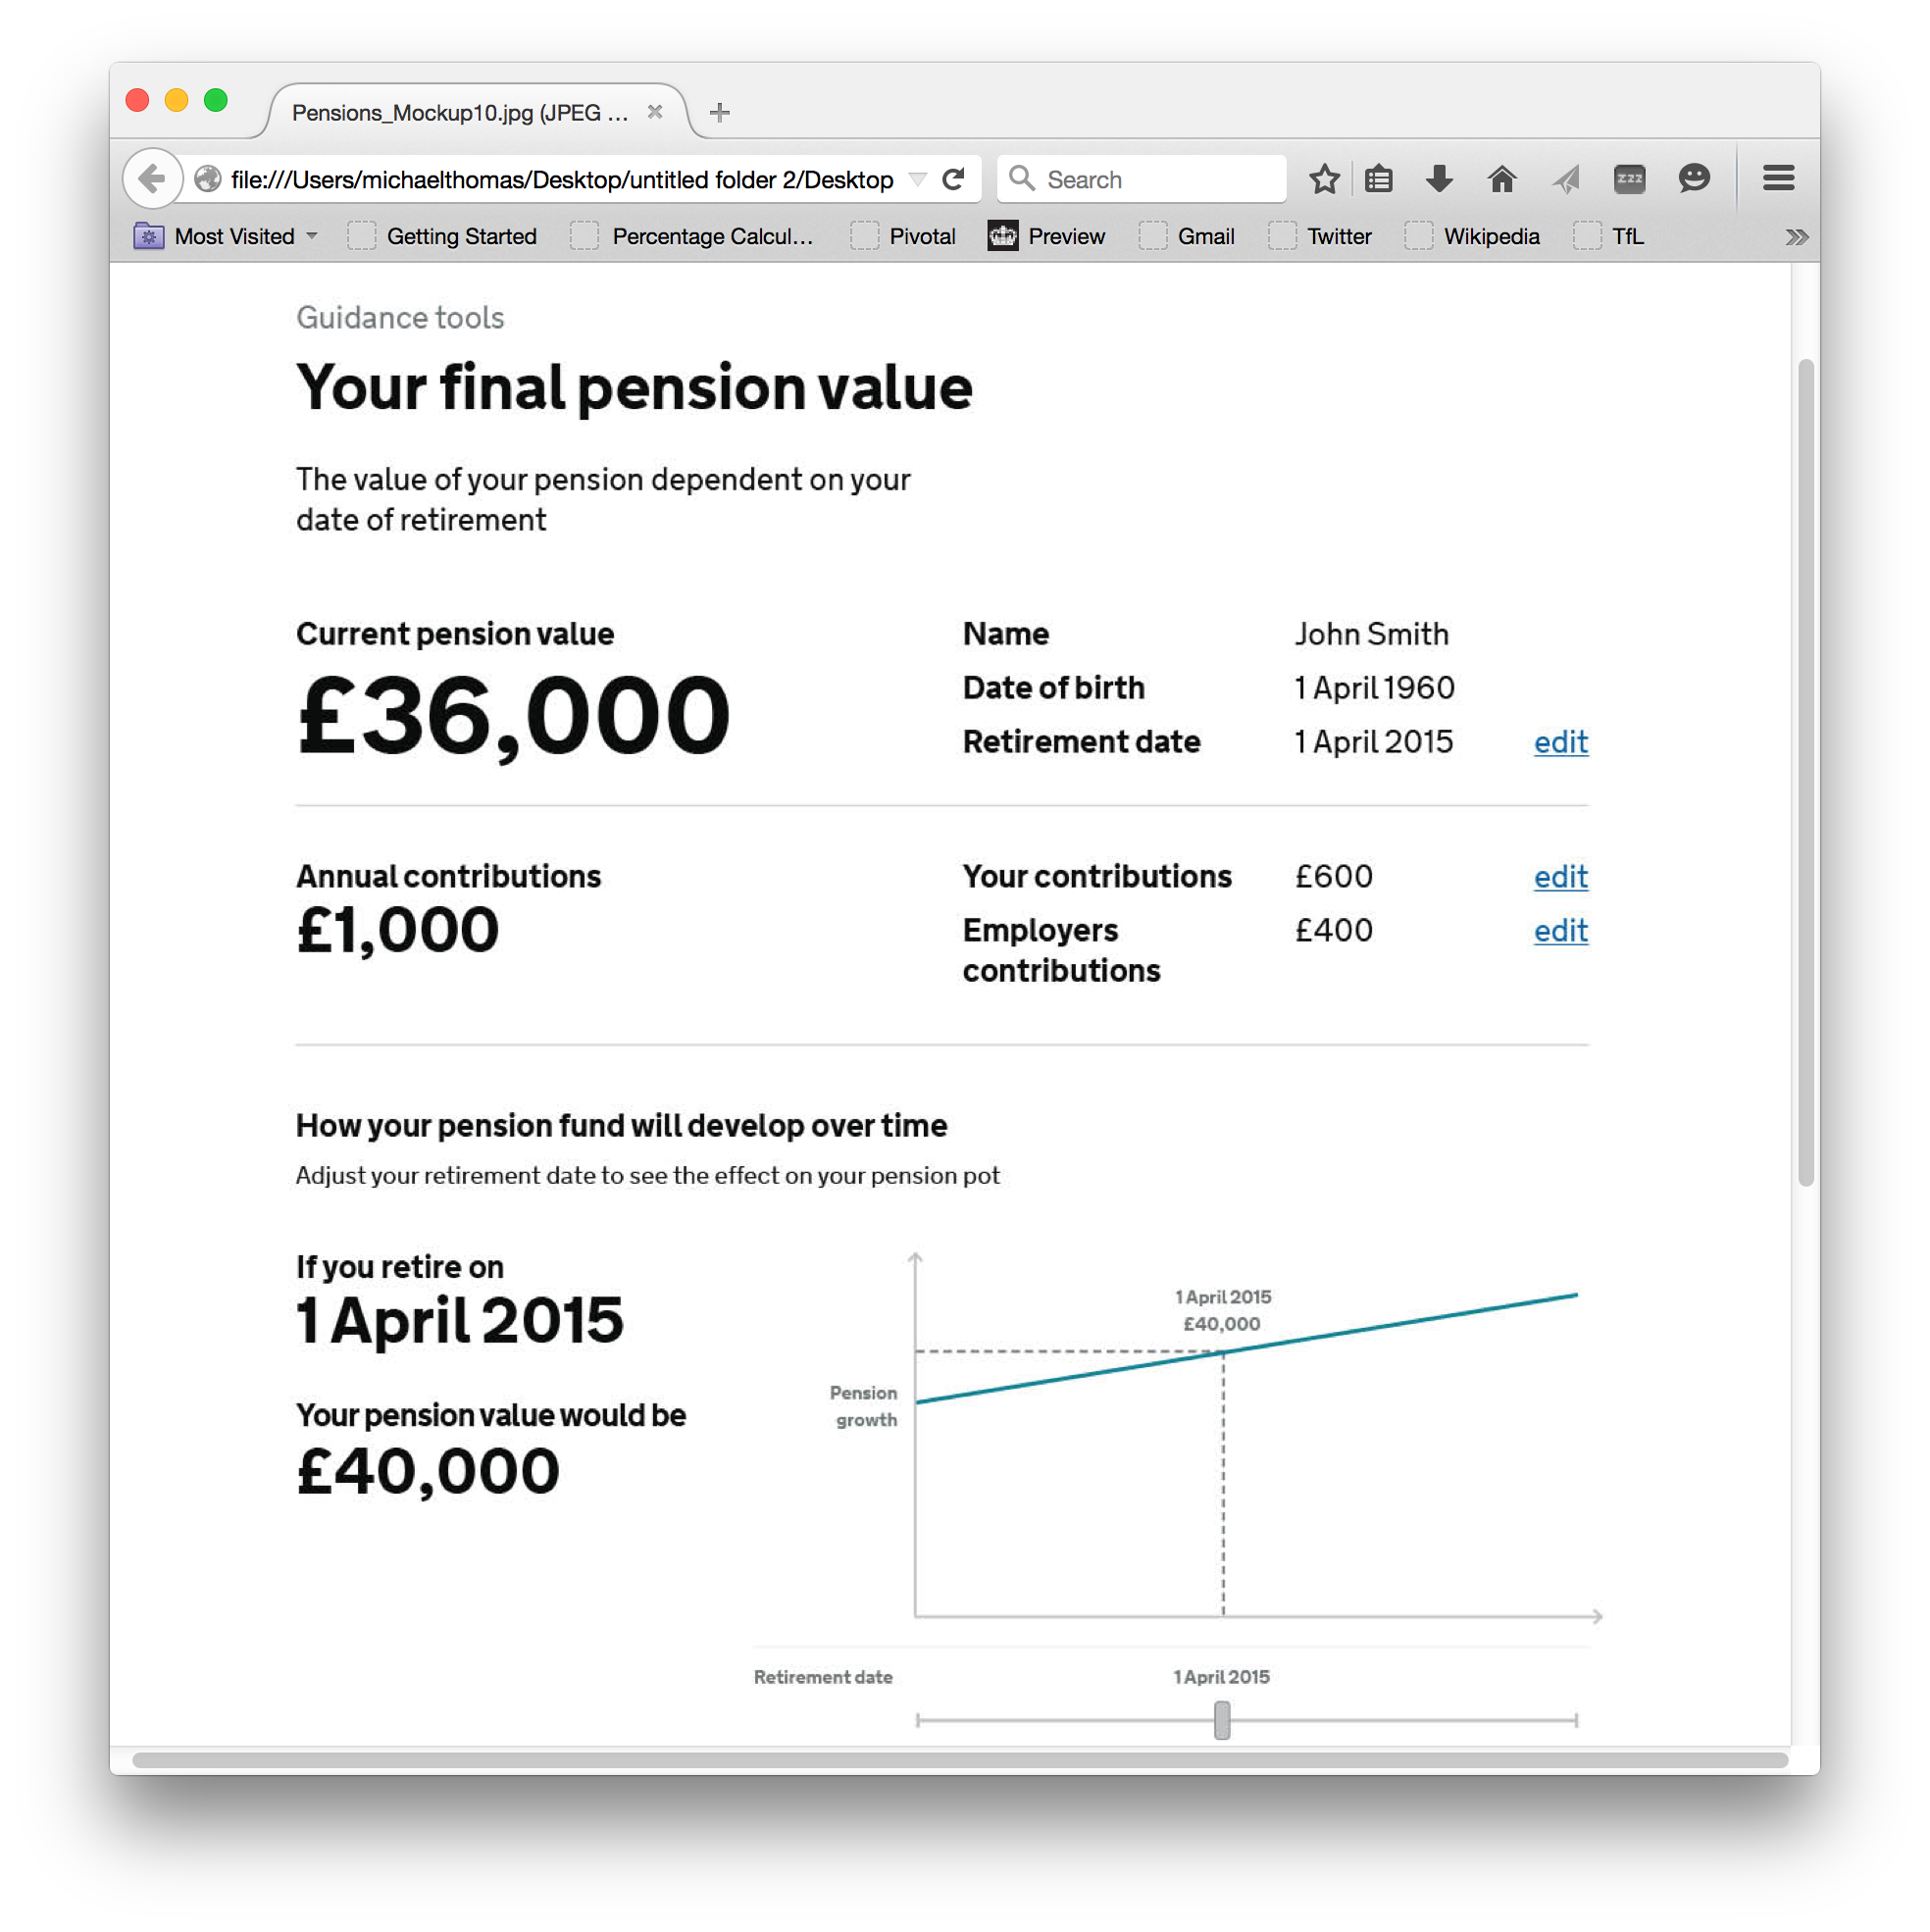 Pensions_Mockup10.jpg (JPEG ...
file:///Users/michaelthomas/Desktop/untitled folder 2/Desktop
Search
zzz
Most Visited
Getting Started
Percentage Calcul...
Pivotal
Preview
Gmail
Twitter
Wikipedia
TfL
Guidance tools
Your final pension value
The value of your pension dependent on your
date of retirement
Current pension value
£36,000
Name John Smith
Date of birth 1 April 1960
Retirement date 1 April 2015 edit
Annual contributions
£1,000
Your contributions £600 edit
Employers £400 edit
contributions
How your pension fund will develop over time
Adjust your retirement date to see the effect on your pension pot
If you retire on
1 April 2015
Your pension value would be
£40,000
1 April 2015
£40,000
Pension
growth
Retirement date 1 April 2015